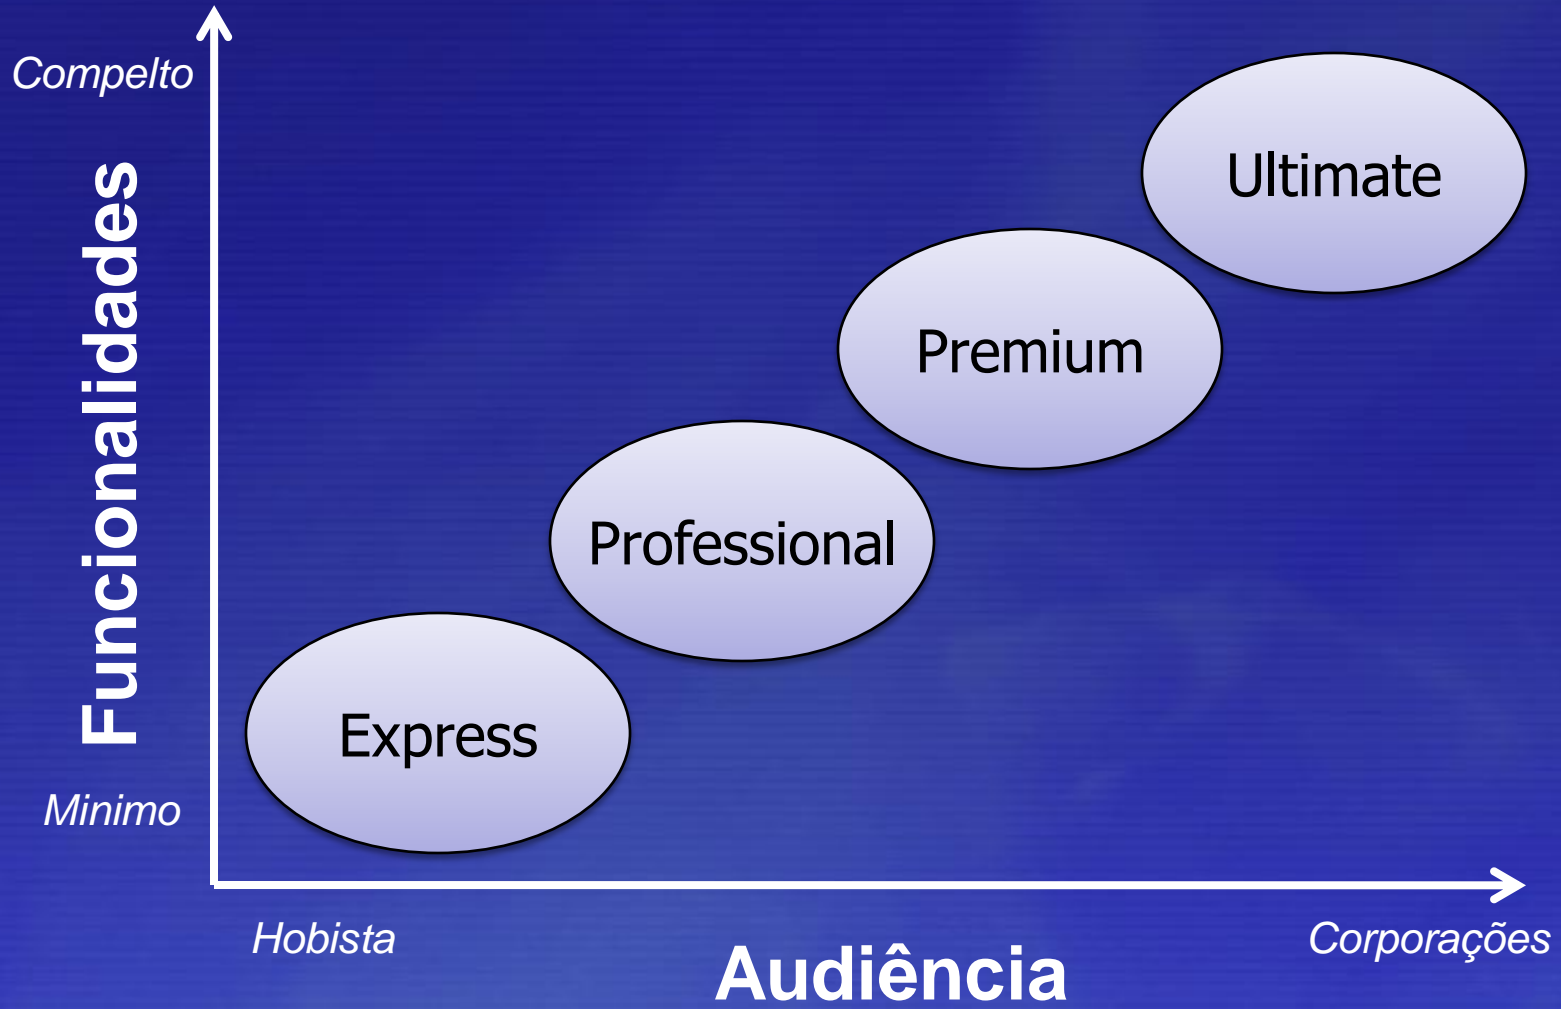 Compelto
Funcionalidades
Minimo
Ultimate
Premium
Professional
Express
Hobista
Audiência
Corporações